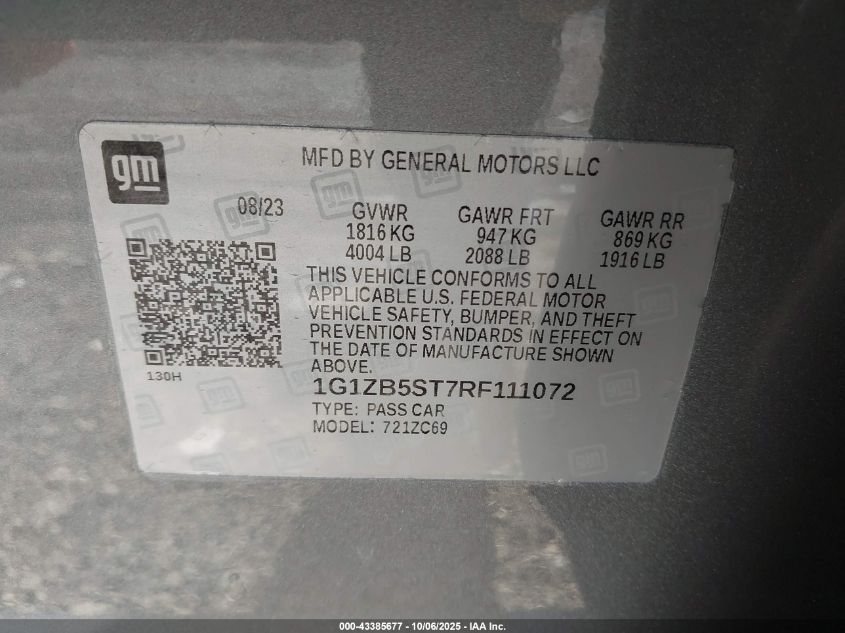 gm
MFD BY GENERAL MOTORS LLC
08/23
GVWR
1816 KG
4004 LB
GAWR FRT
947 KG
2088 LB
GAWR RR
869 KG
1916 LB
THIS VEHICLE CONFORMS TO ALL
APPLICABLE U.S. FEDERAL MOTOR
VEHICLE SAFETY, BUMPER, AND THEFT
PREVENTION STANDARDS IN EFFECT ON
THE DATE OF MANUFACTURE SHOWN
ABOVE.
130H
1G1ZB5ST7RF111072
TYPE: PASS CAR
MODEL: 721ZC69
000-43385677 - 10/06/2025 - IAA Inc.